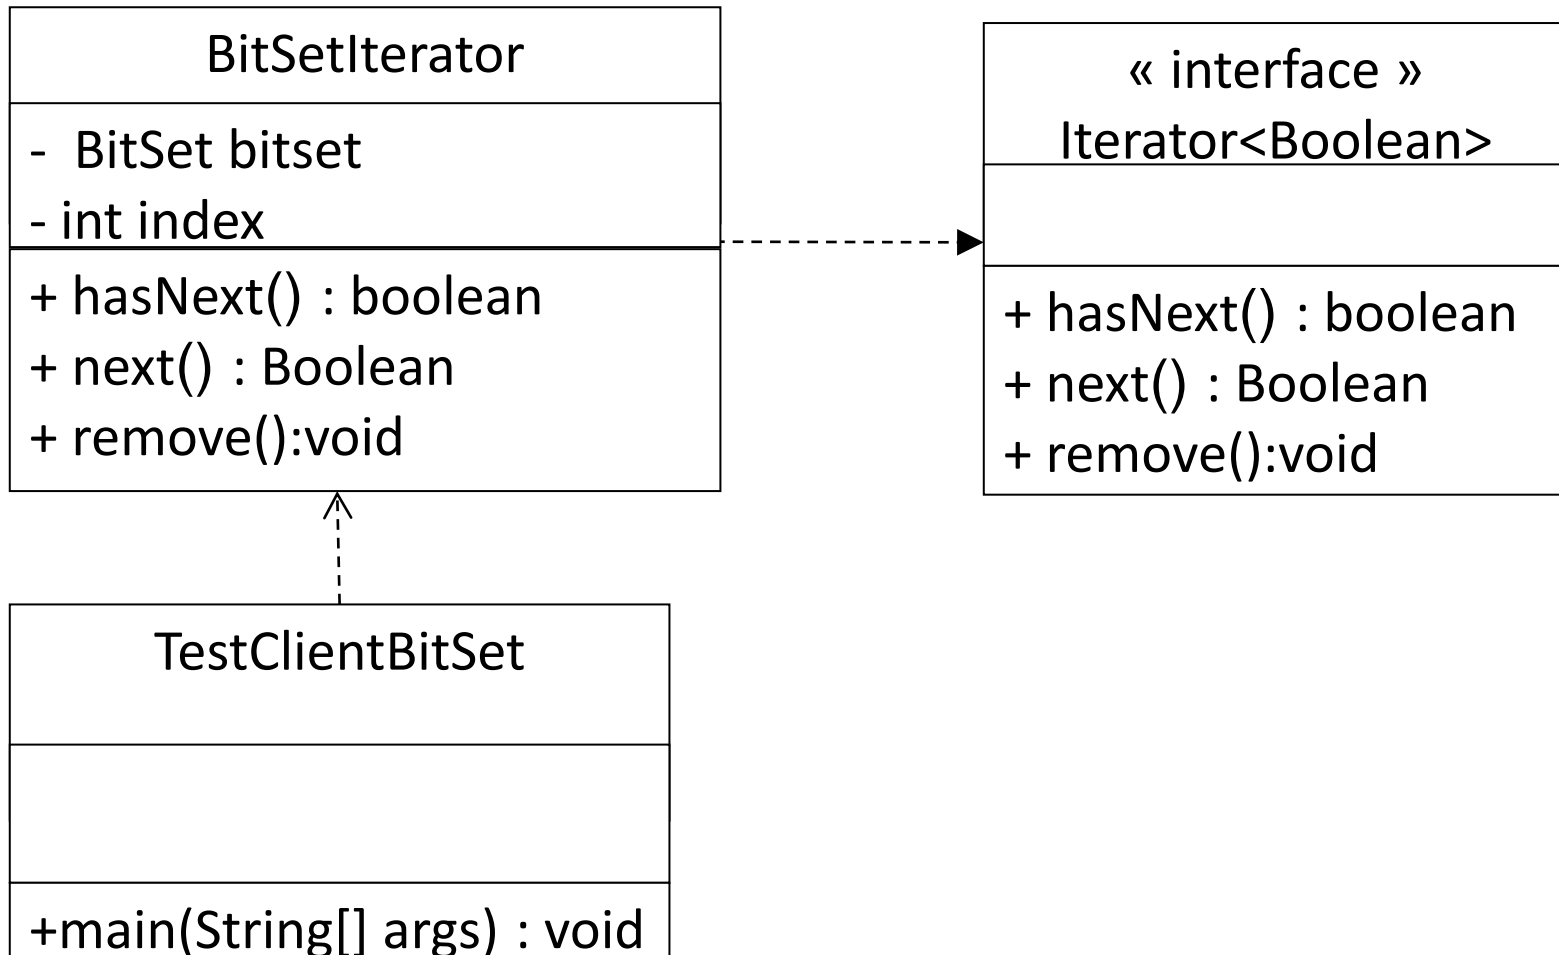 BitSetIterator
- BitSet bitset
- int index
+ hasNext() : boolean
+ next() : Boolean
+ remove():void
« interface »
Iterator<Boolean>
+ hasNext() : boolean
+ next() : Boolean
+ remove():void
TestClientBitSet
+main(String[] args) : void